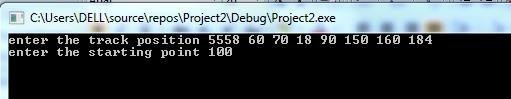 C:\Users\DELL\source\repos\Project2\Debug\Project2.exe
enter the track position 5558 60 70 18 90 150 160 184
enter the starting point 100